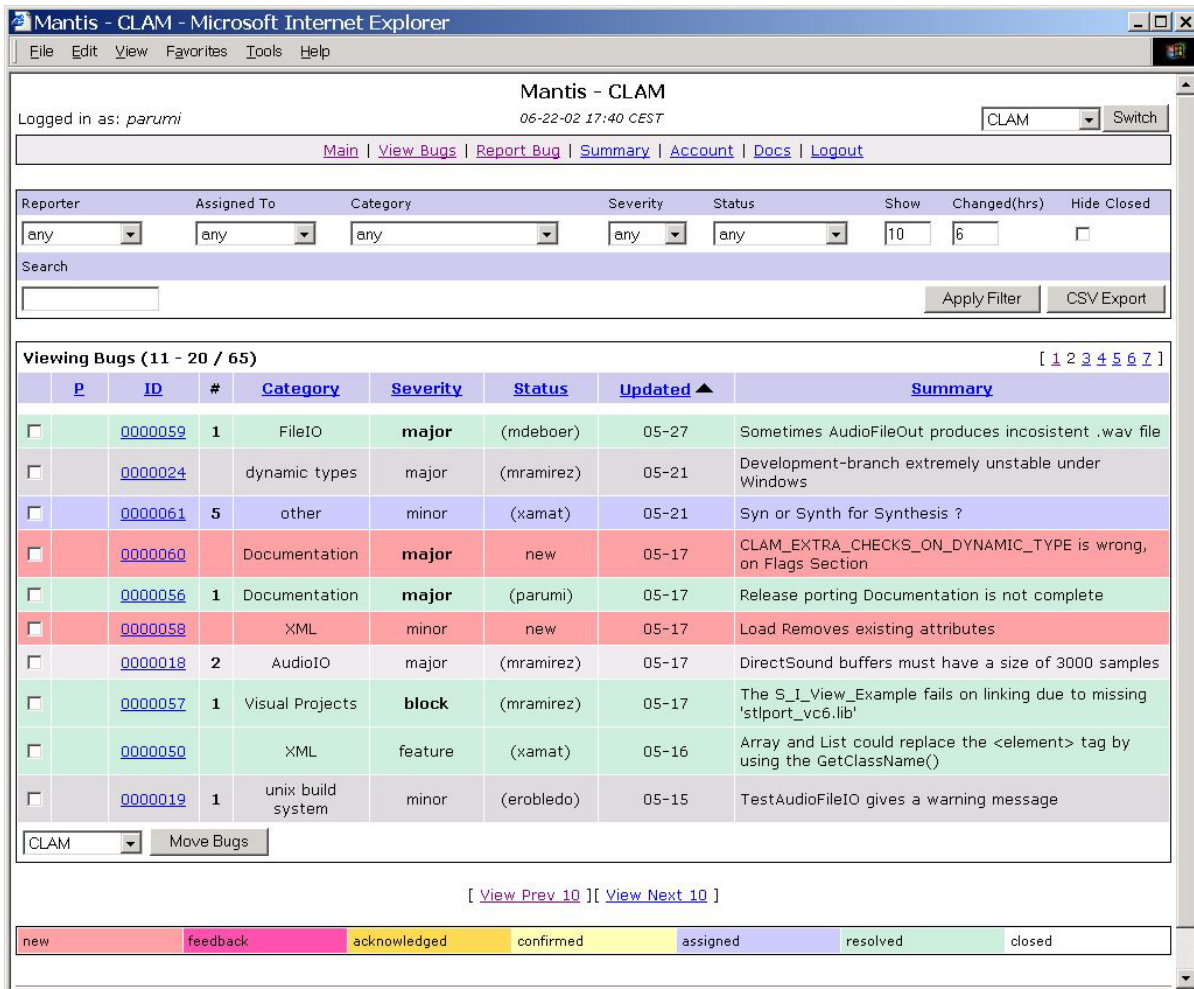 Mantis - CLAM - Microsoft Internet Explorer
File Edit View Favorites Tools Help
Mantis - CLAM
Logged in as: parumi 06-22-02 17:40 CEST CLAM Switch
Main | View Bugs | Report Bug | Summary | Account | Docs | Logout
Reporter Assigned To Category Severity Status Show Changed(hrs) Hide Closed
any any any any any 10 6
Search
Apply Filter CSV Export
Viewing Bugs (11 - 20 / 65) [ 1 2 3 4 5 6 7 ]
P ID # Category Severity Status Updated Summary
0000059 1 FileIO major (mdeboer) 05-27 Sometimes AudioFileOut produces incosistent .wav file
0000024 dynamic types major (mramirez) 05-21 Development-branch extremely unstable under
Windows
0000061 5 other minor (xamat) 05-21 Syn or Synth for Synthesis ?
0000060 Documentation major new 05-17 CLAM_EXTRA_CHECKS_ON_DYNAMIC_TYPE is wrong,
on Flags Section
0000056 1 Documentation major (parumi) 05-17 Release porting Documentation is not complete
0000058 XML minor new 05-17 Load Removes existing attributes
0000018 2 AudioIO major (mramirez) 05-17 DirectSound buffers must have a size of 3000 samples
0000057 1 Visual Projects block (mramirez) 05-17 The S_I_View_Example fails on linking due to missing
'stlport_vc6.lib'
0000050 XML feature (xamat) 05-16 Array and List could replace the <element> tag by
using the GetClassName()
0000019 1 unix build
system minor (erobledo) 05-15 TestAudioFileIO gives a warning message
CLAM Move Bugs
[ View Prev 10 ][ View Next 10 ]
new feedback acknowledged confirmed assigned resolved closed